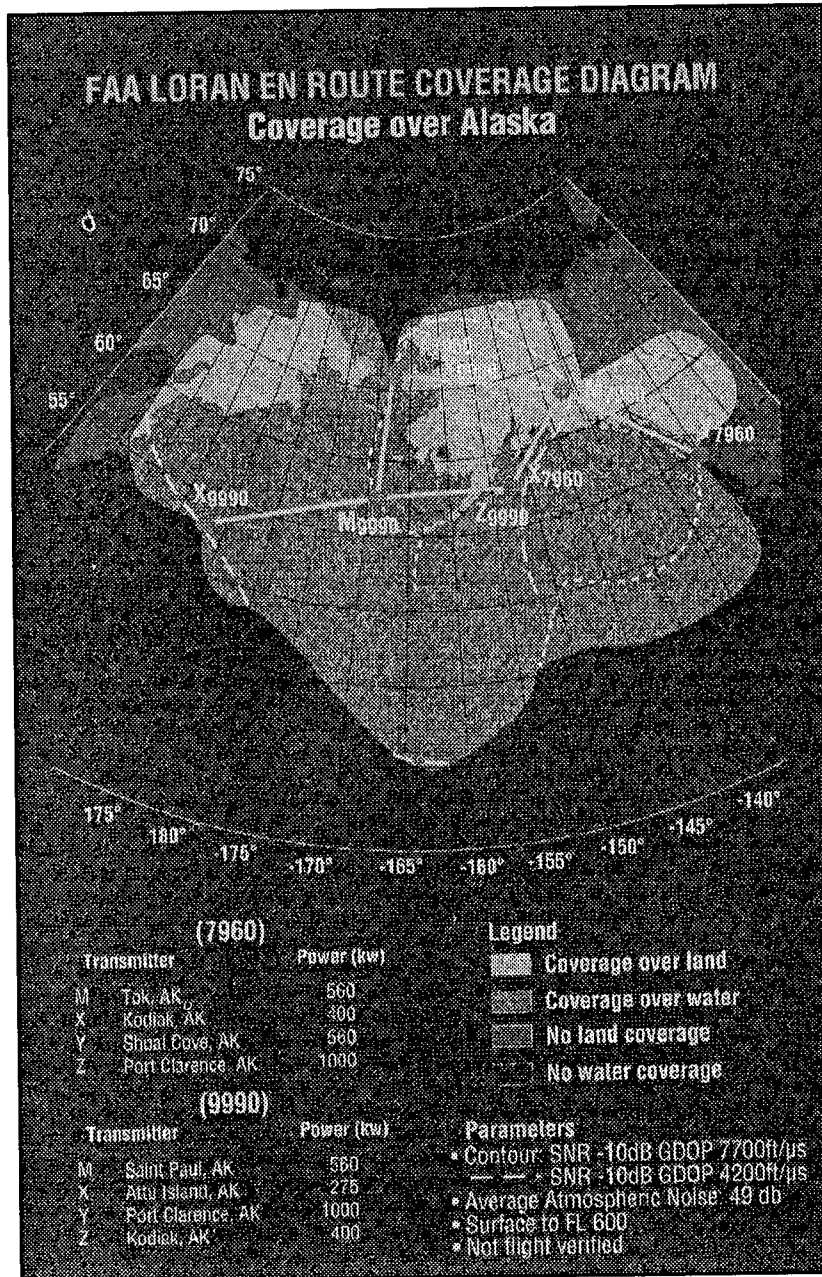 FAA LORAN EN ROUTE COVERAGE DIAGRAM
Coverage over Alaska
75°
70°
65°
60°
55°
7960
X9990
X7960
M9990
Z9990
175° 180° -175° -170° -165° -160° -155° -150° -145° -140°
(7960)
Transmitter Power (kw)
M Tok, AK 560
X Kodiak, AK 400
Y Shoal Cove, AK 560
Z Port Clarence, AK 1000
(9990)
Transmitter Power (kw)
M Saint Paul, AK 560
X Attu Island, AK 275
Y Port Clarence, AK 1000
Z Kodiak, AK 400
Legend
Coverage over land
Coverage over water
No land coverage
No water coverage
Parameters
• Contour: SNR -10dB GDOP 7700ft/µs
— — - SNR -10dB GDOP 4200ft/µs
• Average Atmospheric Noise: 49 db
• Surface to FL 600
• Not flight verified